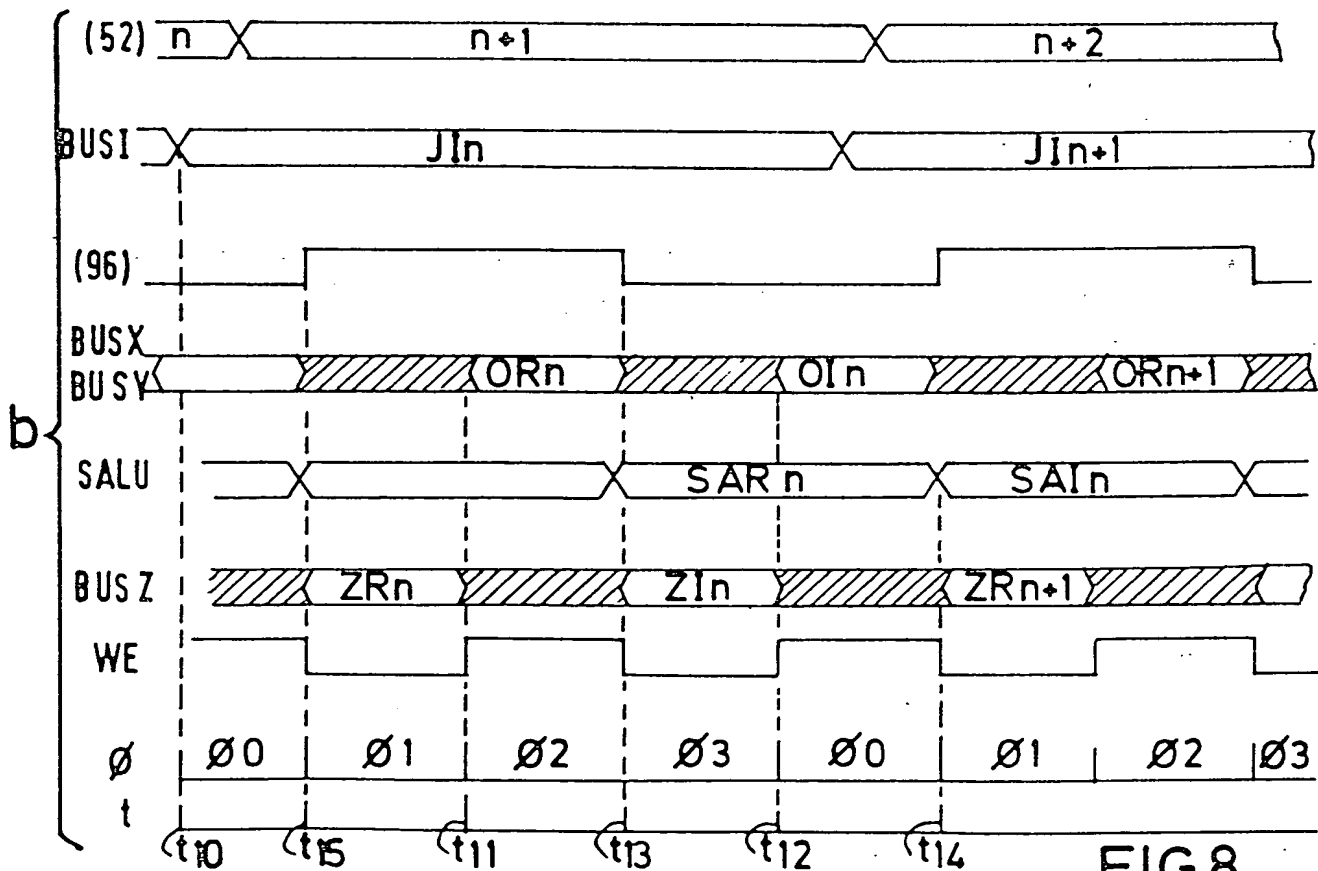 (52) n n+1 n+2
BUSI JIn JIn+1
(96)
BUSX
BUSY ORn OIn ORn+1
b
SALU SARn SAIn
BUSZ ZRn ZIn ZRn+1
WE
Ø Ø0 Ø1 Ø2 Ø3 Ø0 Ø1 Ø2 Ø3
t
t10 t15 t11 t13 t12 t14
FIG.8